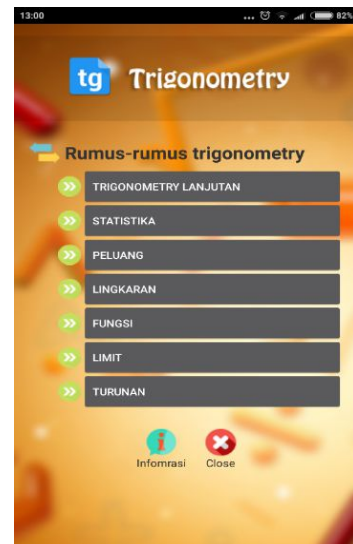 13:00
... 82%
tg Trigonometry
Rumus-rumus trigonometry
TRIGONOMETRY LANJUTAN
STATISTIKA
PELUANG
LINGKARAN
FUNGSI
LIMIT
TURUNAN
Infomrasi Close